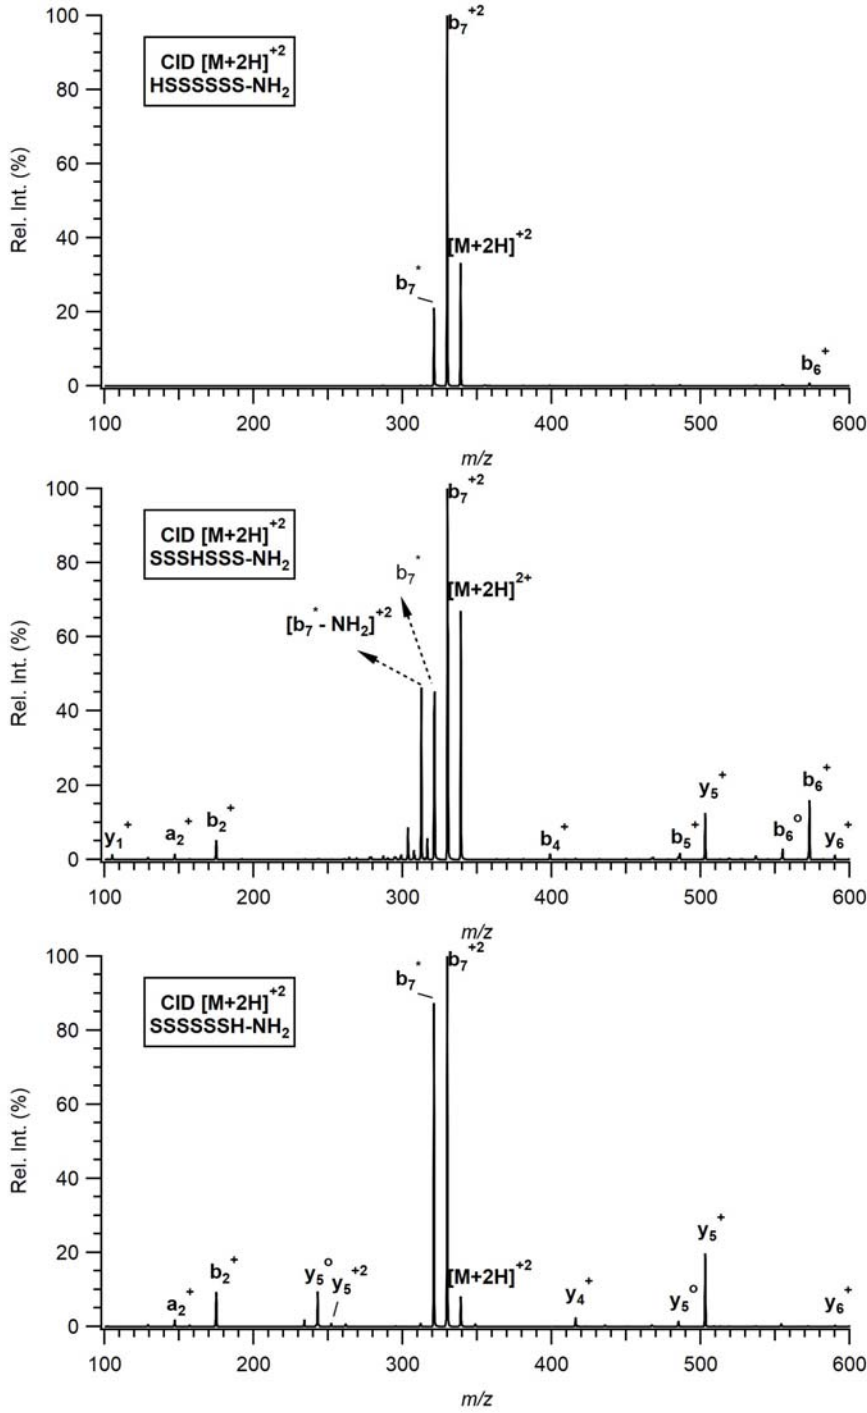 b₇⁺²
100
CID [M+2H]⁺²
HSSSSSS-NH₂
80
60
Rel. Int. (%)
40
[M+2H]⁺²
b₇*
20
b₆⁺
0
100 200 300 400 500 600
m/z
100
b₇⁺²
CID [M+2H]⁺²
SSSHSSS-NH₂
80
b₇*
[M+2H]²⁺
[b₇* - NH₂]⁺²
60
Rel. Int. (%)
40
20
y₁⁺ a₂⁺ b₂⁺ b₄⁺ b₅⁺ y₅⁺ b₆ᵒ b₆⁺ y₆⁺
0
100 200 300 400 500 600
m/z
100
b₇* b₇⁺²
CID [M+2H]⁺²
SSSSSSH-NH₂
80
60
Rel. Int. (%)
40
20
a₂⁺ b₂⁺ y₅ᵒ y₅⁺² [M+2H]⁺² y₄⁺ y₅ᵒ y₅⁺ y₆⁺
0
100 200 300 400 500 600
m/z